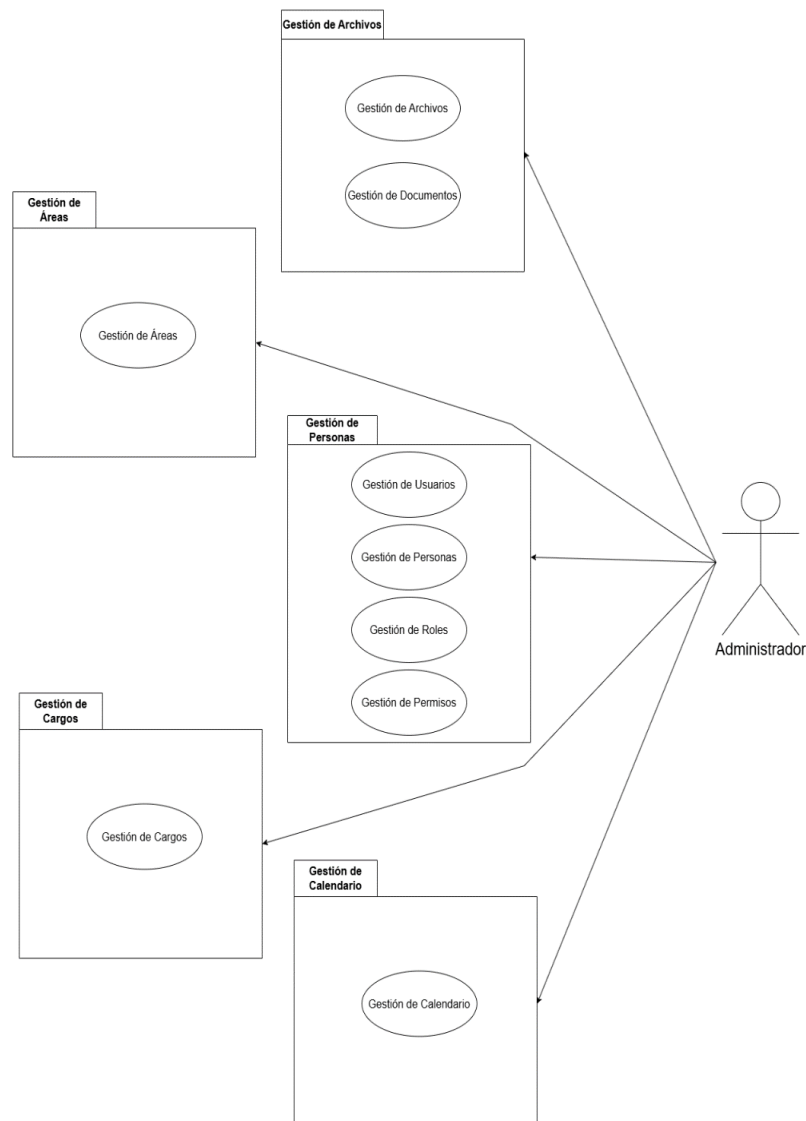 Gestión de Archivos
Gestión de Archivos
Gestión de Documentos
Gestión de
Áreas
Gestión de Áreas
Gestión de
Personas
Gestión de Usuarios
Gestión de Personas
Gestión de Roles
Gestión de Permisos
Administrador
Gestión de
Cargos
Gestión de Cargos
Gestión de
Calendario
Gestión de Calendario